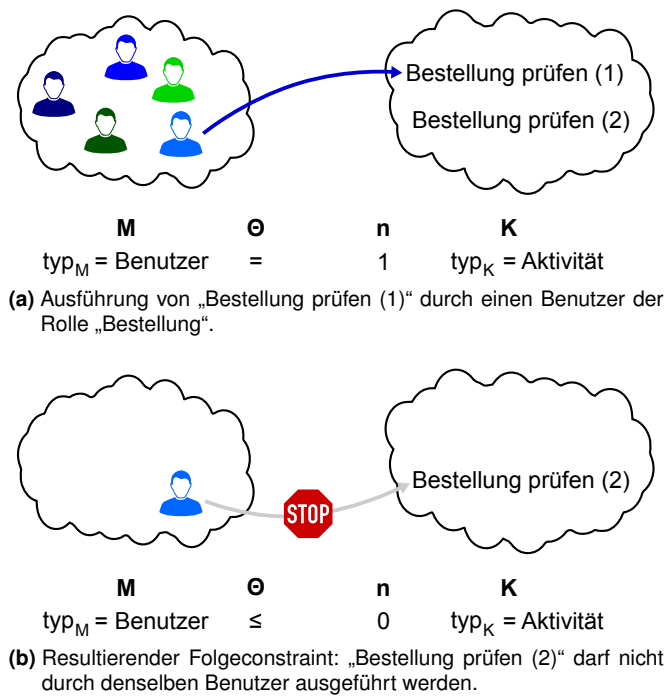 Bestellung prüfen (1)
Bestellung prüfen (2)
M Θ n K
typM = Benutzer = 1 typK = Aktivität
(a) Ausführung von „Bestellung prüfen (1)“ durch einen Benutzer der
Rolle „Bestellung“.
STOP
Bestellung prüfen (2)
M Θ n K
typM = Benutzer ≤ 0 typK = Aktivität
(b) Resultierender Folgeconstraint: „Bestellung prüfen (2)“ darf nicht
durch denselben Benutzer ausgeführt werden.